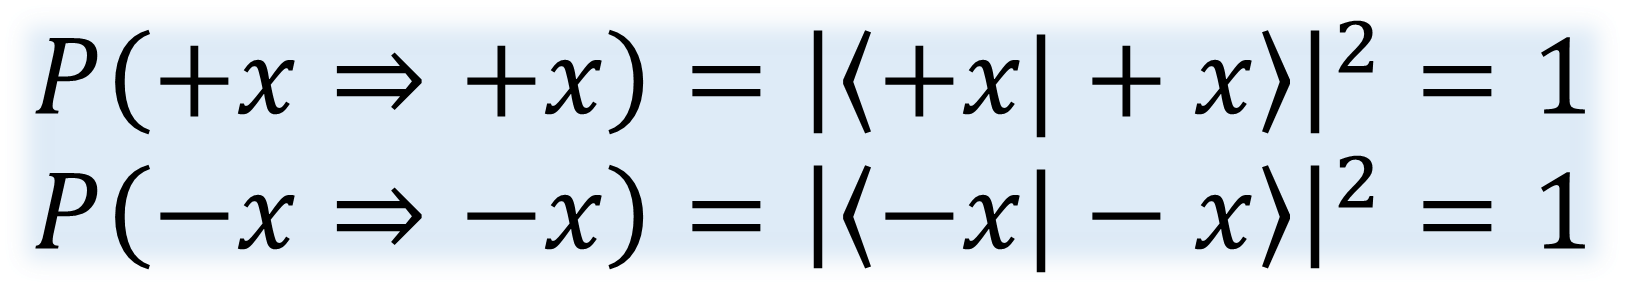 P(+x ⇒ +x) = |⟨+x| + x⟩|² = 1
P(−x ⇒ −x) = |⟨−x| − x⟩|² = 1